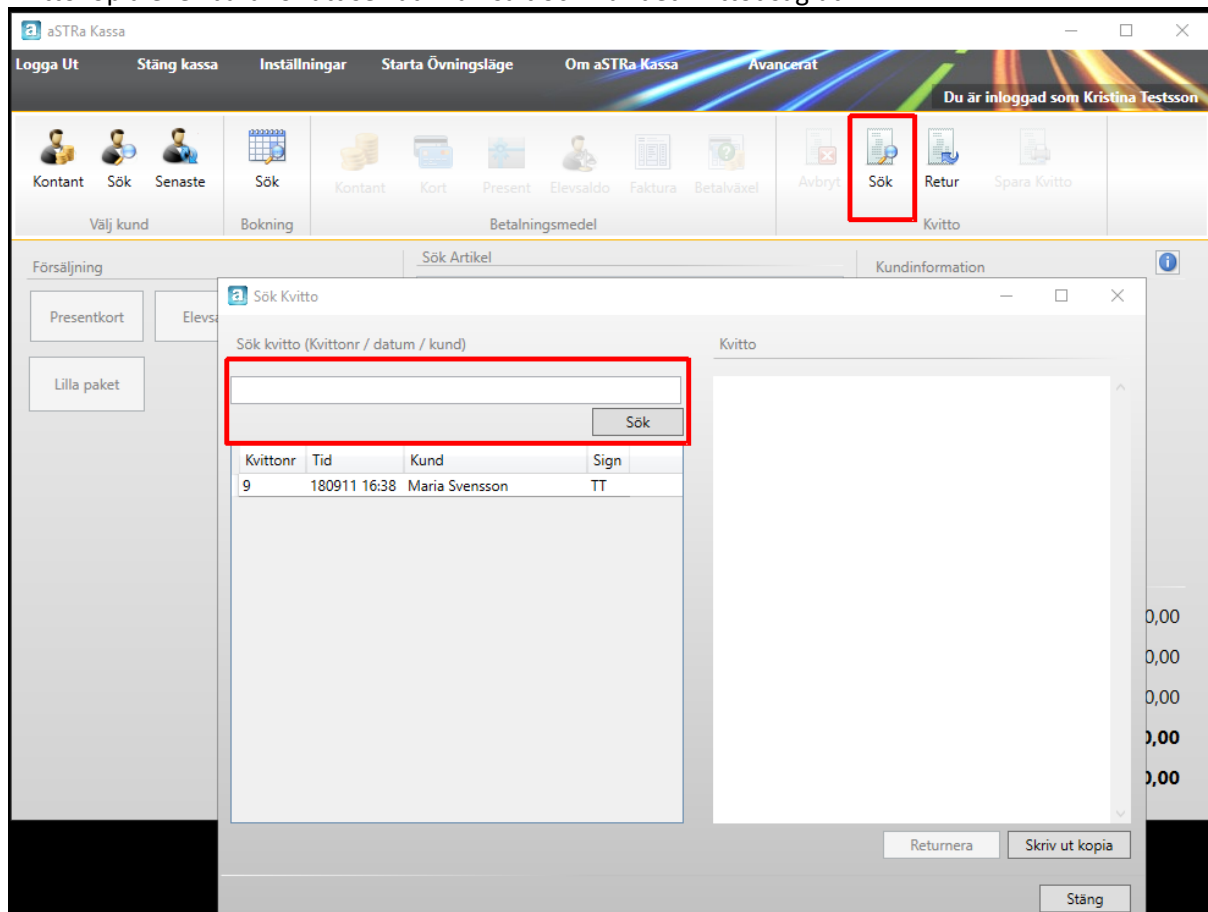 aSTRa Kassa
Logga Ut Stäng kassa Inställningar Starta Övningsläge Om aSTRa Kassa Avancerat
Du är inloggad som Kristina Testsson
Kontant Sök Senaste Sök Kontant Kort Present Elevsaldo Faktura Betalväxel Avbryt Sök Retur Spara Kvitto
Välj kund Bokning Betalningsmedel Kvitto
Försäljning Sök Artikel Kundinformation
Sök Kvitto
Presentkort Elevsa
Sök kvitto (Kvittonr / datum / kund) Kvitto
Lilla paket
Sök
Kvittonr Tid Kund Sign
9 180911 16:38 Maria Svensson TT
0,00
0,00
0,00
0,00
0,00
Returnera Skriv ut kopia
Stäng